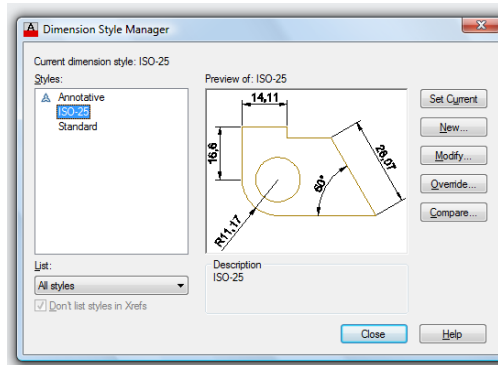 Dimension Style Manager
Current dimension style: ISO-25
Styles:
Annotative
ISO-25
Standard
Preview of: ISO-25
14,11
16,6
R11,17
60°
26,07
Set Current
New...
Modify...
Override...
Compare...
List:
All styles
Don't list styles in Xrefs
Description
ISO-25
Close
Help